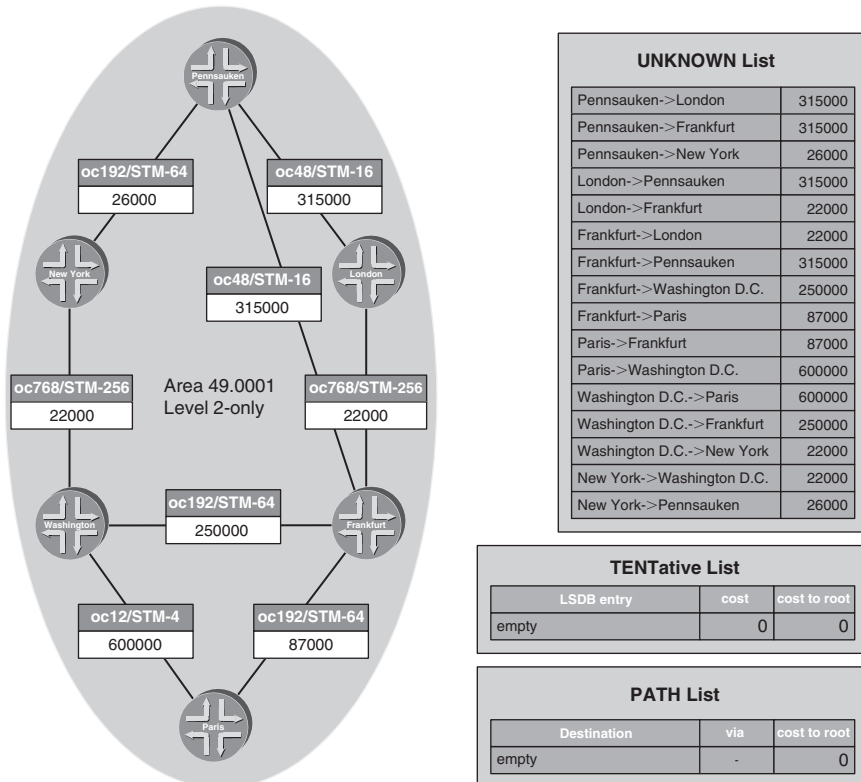 Pennsauken
oc192/STM-64
26000
oc48/STM-16
315000
New York
London
oc48/STM-16
315000
oc768/STM-256
22000
Area 49.0001
Level 2-only
oc768/STM-256
22000
Washington
oc192/STM-64
250000
Frankfurt
oc12/STM-4
600000
oc192/STM-64
87000
Paris
UNKNOWN List
Pennsauken->London 315000
Pennsauken->Frankfurt 315000
Pennsauken->New York 26000
London->Pennsauken 315000
London->Frankfurt 22000
Frankfurt->London 22000
Frankfurt->Pennsauken 315000
Frankfurt->Washington D.C. 250000
Frankfurt->Paris 87000
Paris->Frankfurt 87000
Paris->Washington D.C. 600000
Washington D.C.->Paris 600000
Washington D.C.->Frankfurt 250000
Washington D.C.->New York 22000
New York->Washington D.C. 22000
New York->Pennsauken 26000
TENTative List
LSDB entry cost cost to root
empty 0 0
PATH List
Destination via cost to root
empty - 0